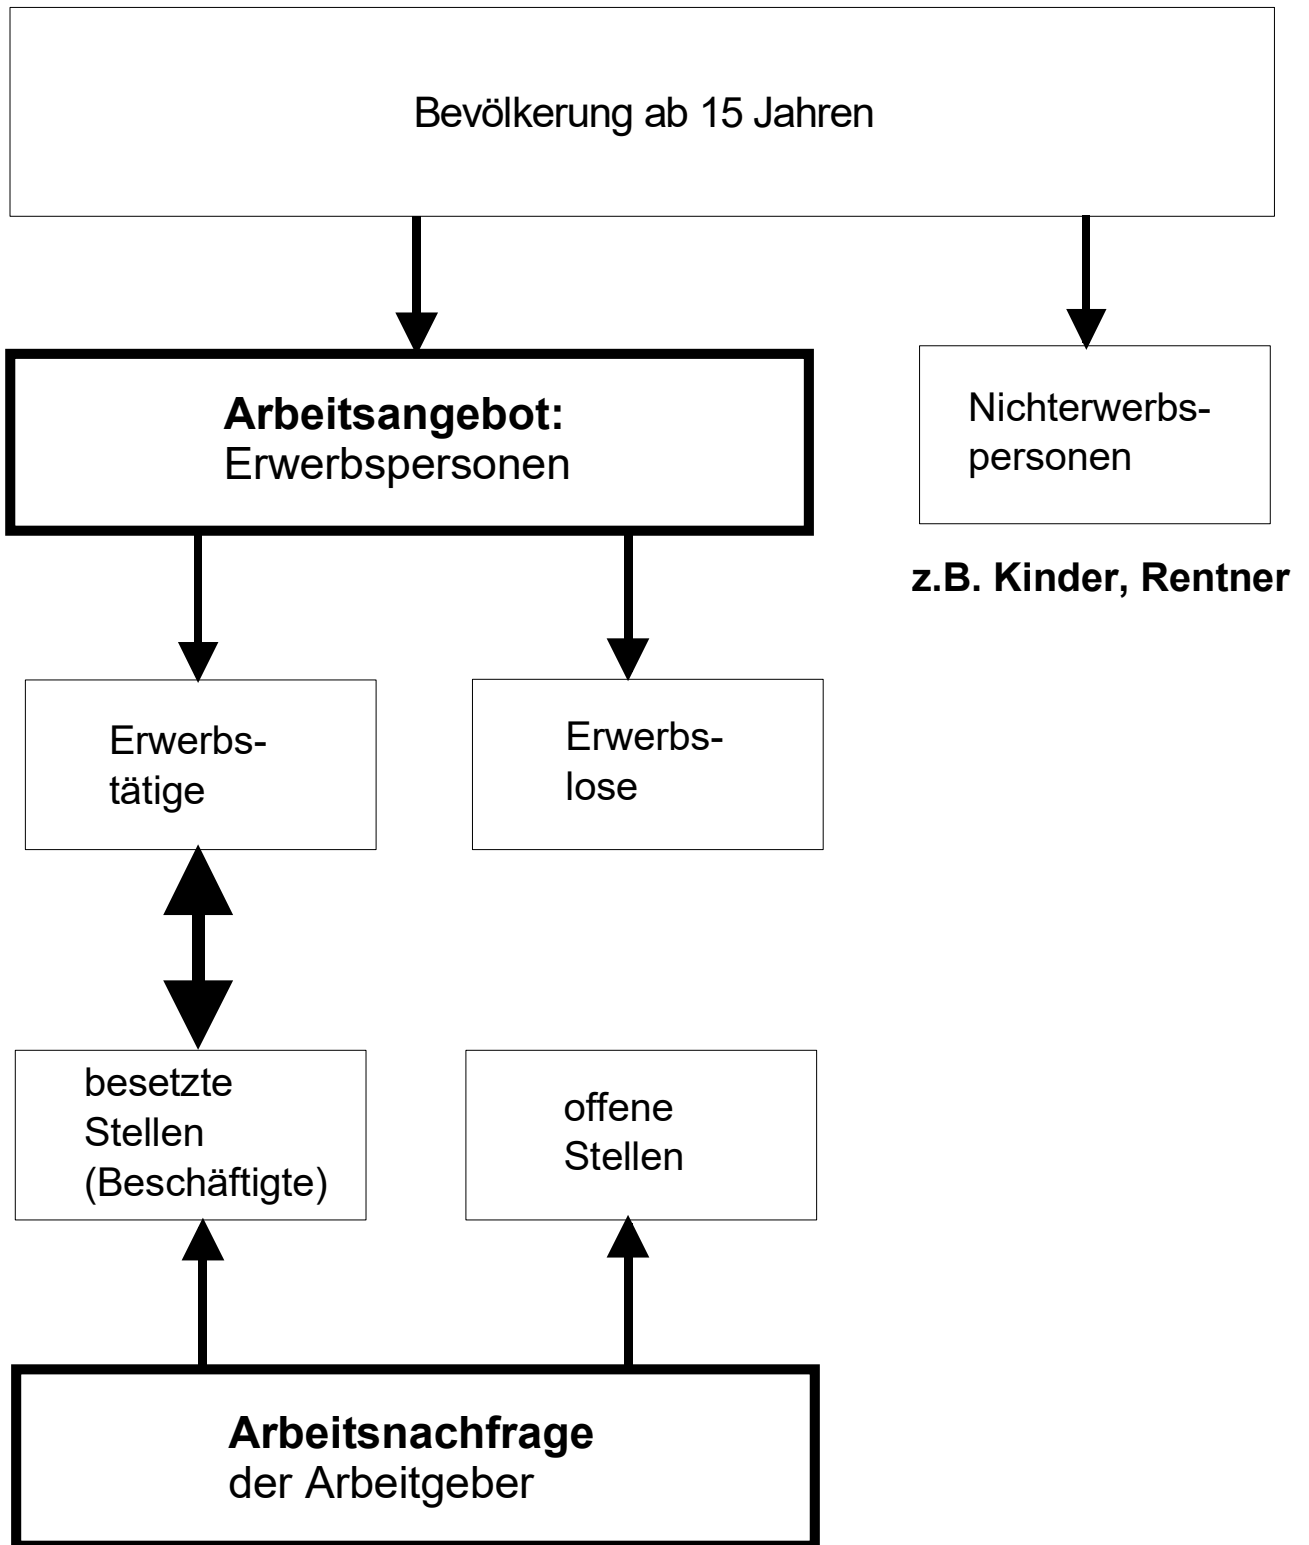 Bevölkerung ab 15 Jahren
Arbeitsangebot:
Erwerbspersonen
Nichterwerbs-
personen
z.B. Kinder, Rentner
Erwerbs-
tätige
Erwerbs-
lose
besetzte
Stellen
(Beschäftigte)
offene
Stellen
Arbeitsnachfrage
der Arbeitgeber